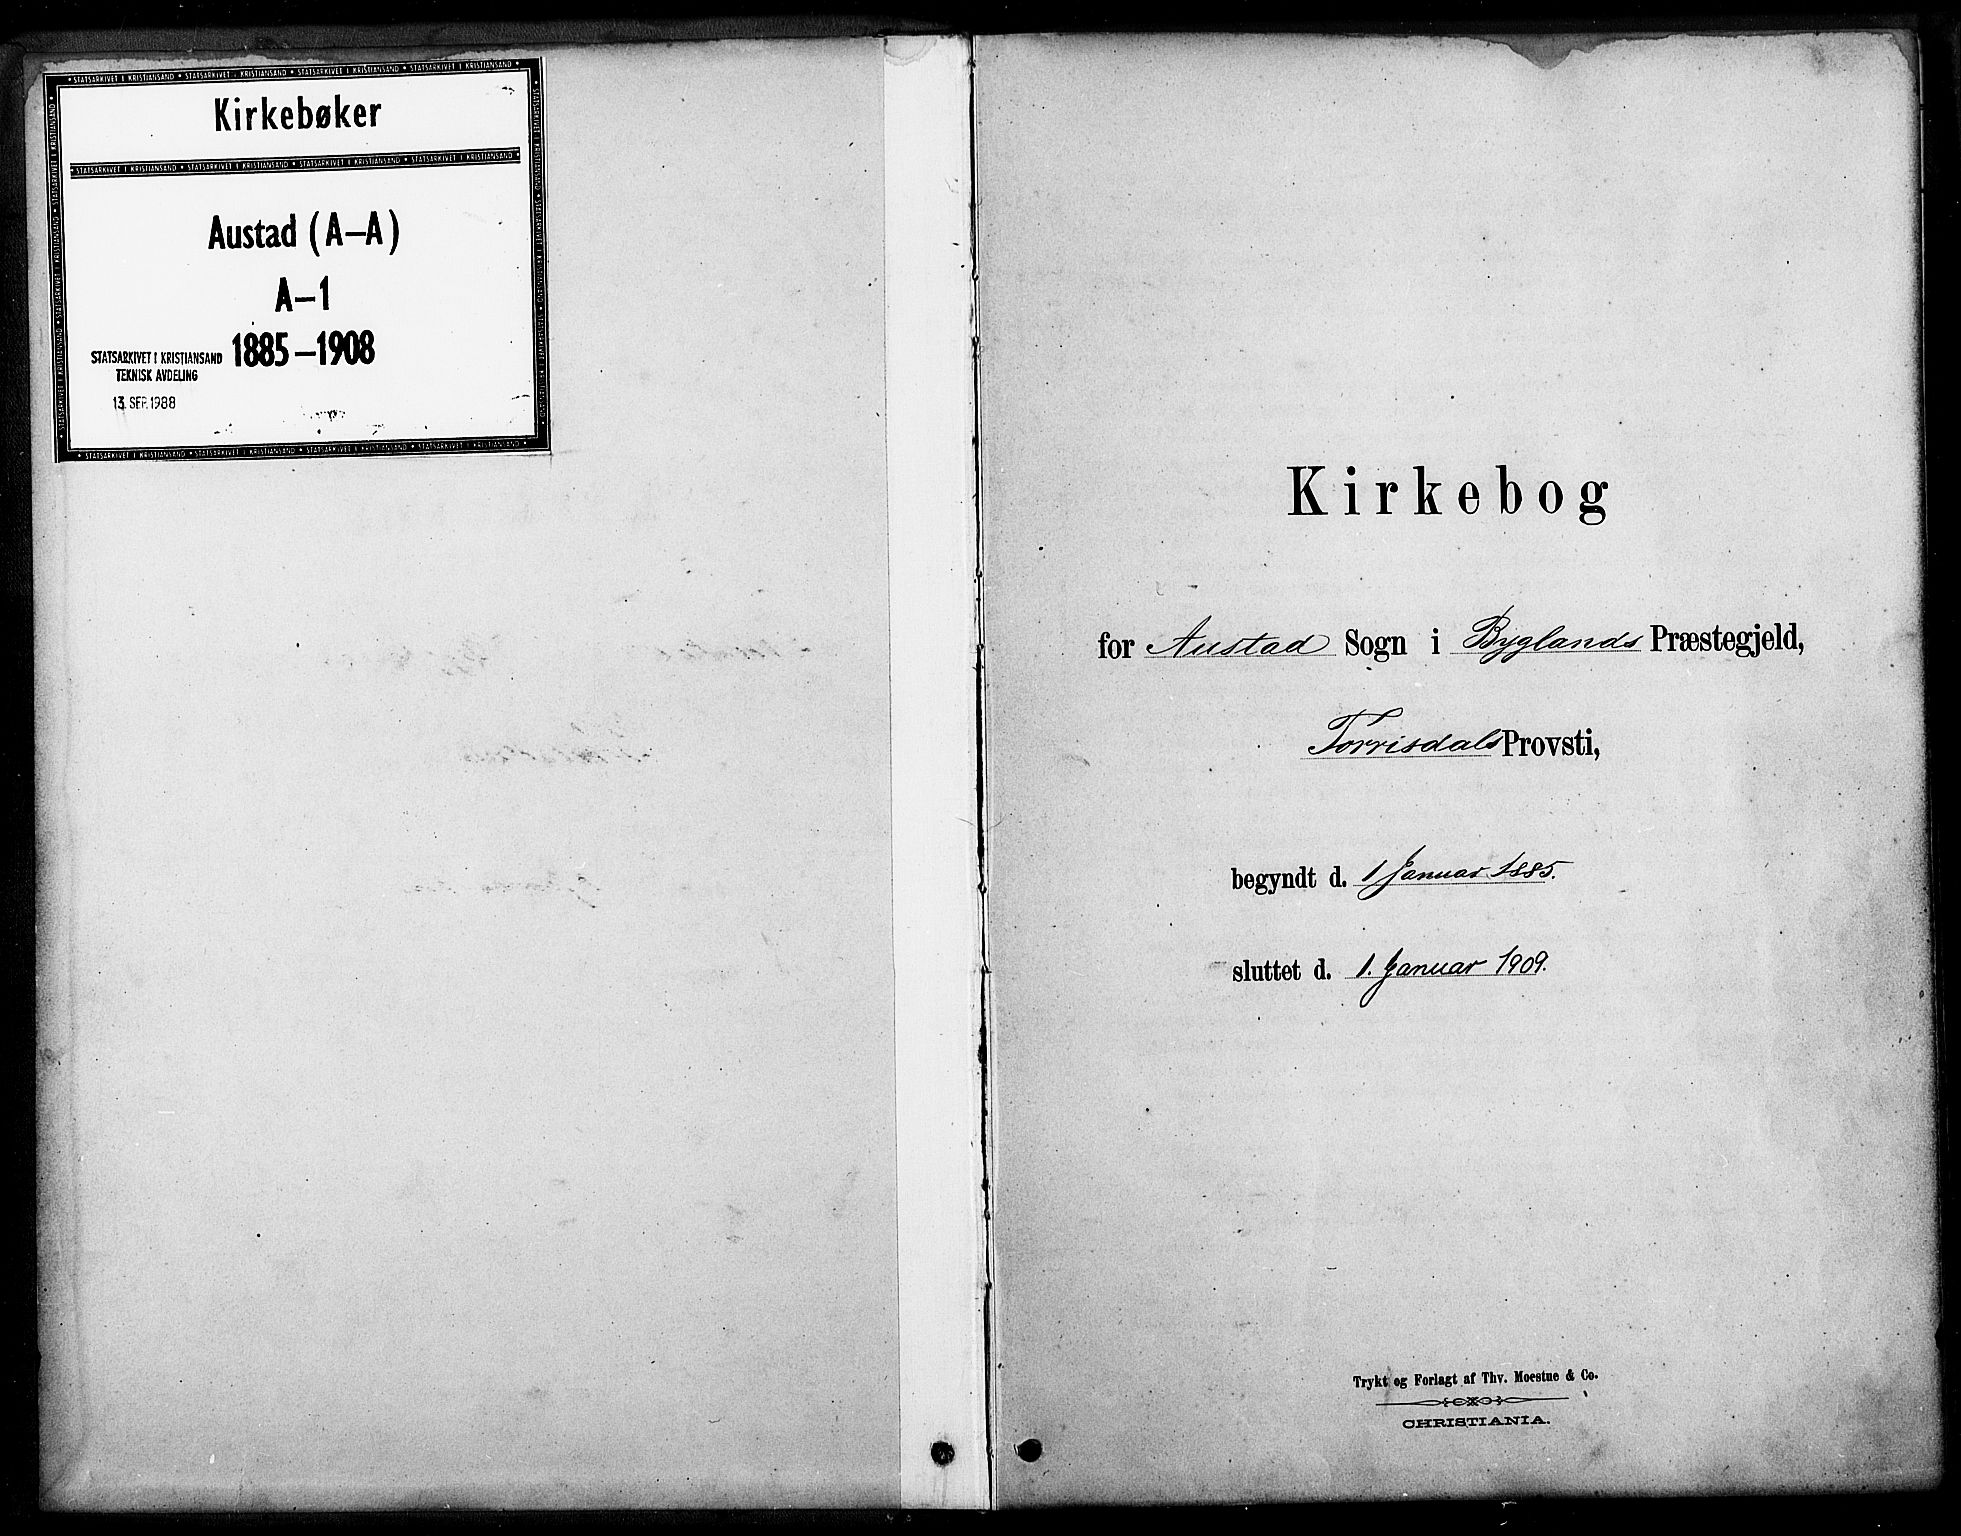 Kirkebøker
Austad (A–A)
A–1
1885–1908
STATSARKIVET I KRISTIANSAND
TEKNISK AVDELING
13. SEP. 1988
Kirkebog
for Austad Sogn i Byglands Præstegjeld,
Torrisdals Provsti,
begyndt d. 1 Januar 1885.
sluttet d. 1. Januar 1909.
Trykt og Forlagt af Thv. Moestue & Co.
CHRISTIANIA.